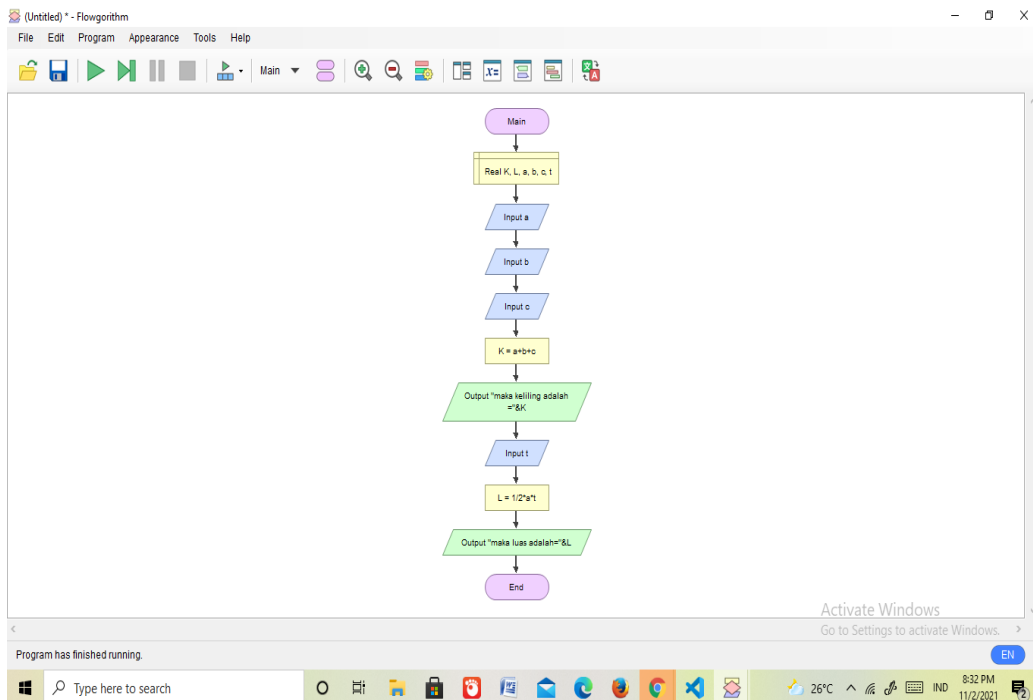 (Untitled) * - Flowgorithm
File Edit Program Appearance Tools Help
Main
Main
Real K, L, a, b, c, t
Input a
Input b
Input c
K = a+b+c
Output "maka keliling adalah
="&K
Input t
L = 1/2*a*t
Output "maka luas adalah="&L
End
Activate Windows
Go to Settings to activate Windows.
Program has finished running.
EN
Type here to search
26°C
IND
8:32 PM
11/2/2021
2